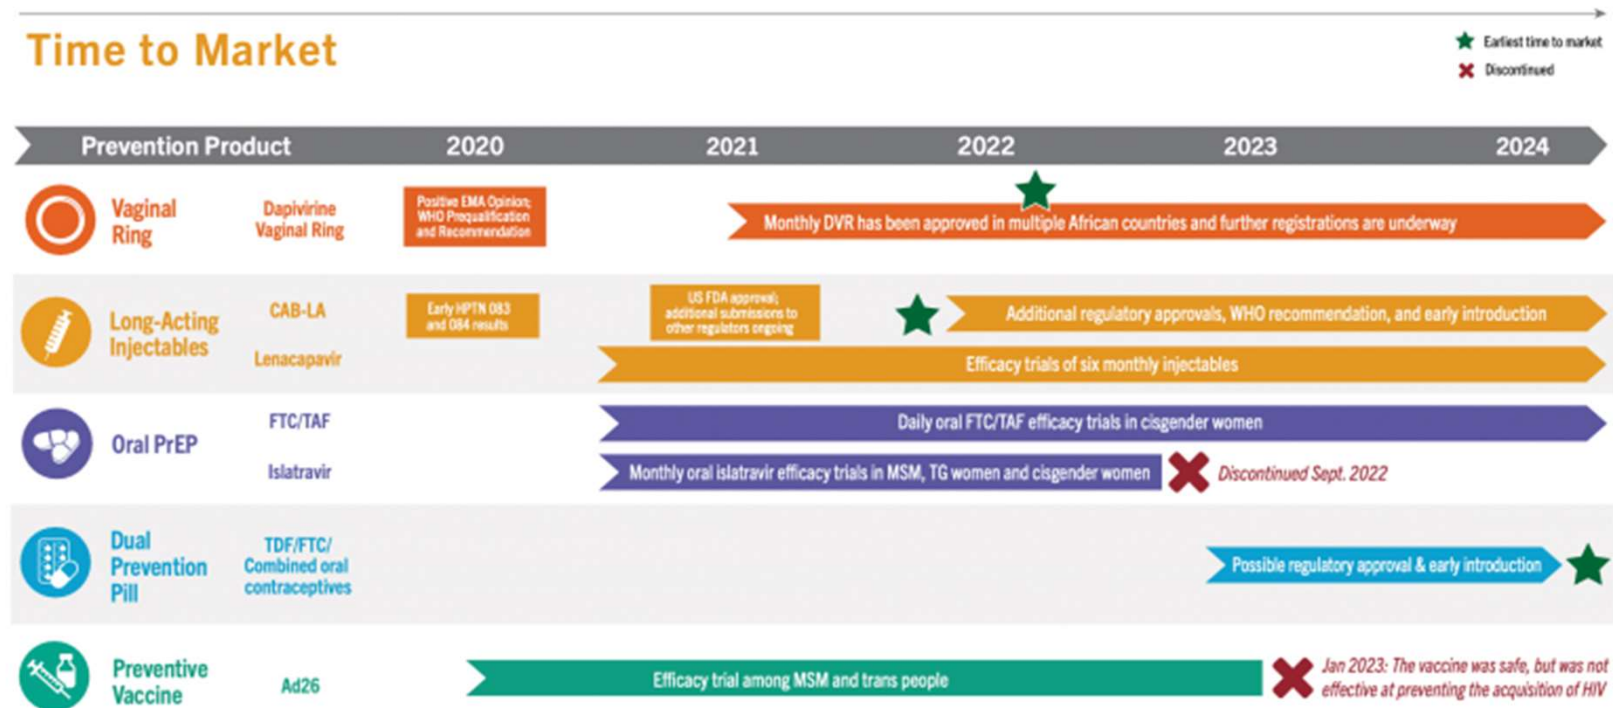 Time to Market
Earliest time to market
Discontinued
Prevention Product 2020 2021 2022 2023 2024
Vaginal
Ring
Dapivirine
Vaginal Ring
Positive EMA Opinion;
WHO Prequalification
and Recommendation
Monthly DVR has been approved in multiple African countries and further registrations are underway
Long-Acting
Injectables
CAB-LA
Early HPTN 083
and 084 results
US FDA approval;
additional submissions to
other regulators ongoing
Additional regulatory approvals, WHO recommendation, and early introduction
Lenacapavir
Efficacy trials of six monthly injectables
Oral PrEP
FTC/TAF
Daily oral FTC/TAF efficacy trials in cisgender women
Islatravir
Monthly oral islatravir efficacy trials in MSM, TG women and cisgender women
Discontinued Sept. 2022
Dual
Prevention
Pill
TDF/FTC/
Combined oral
contraceptives
Possible regulatory approval & early introduction
Preventive
Vaccine
Ad26
Efficacy trial among MSM and trans people
Jan 2023: The vaccine was safe, but was not
effective at preventing the acquisition of HIV